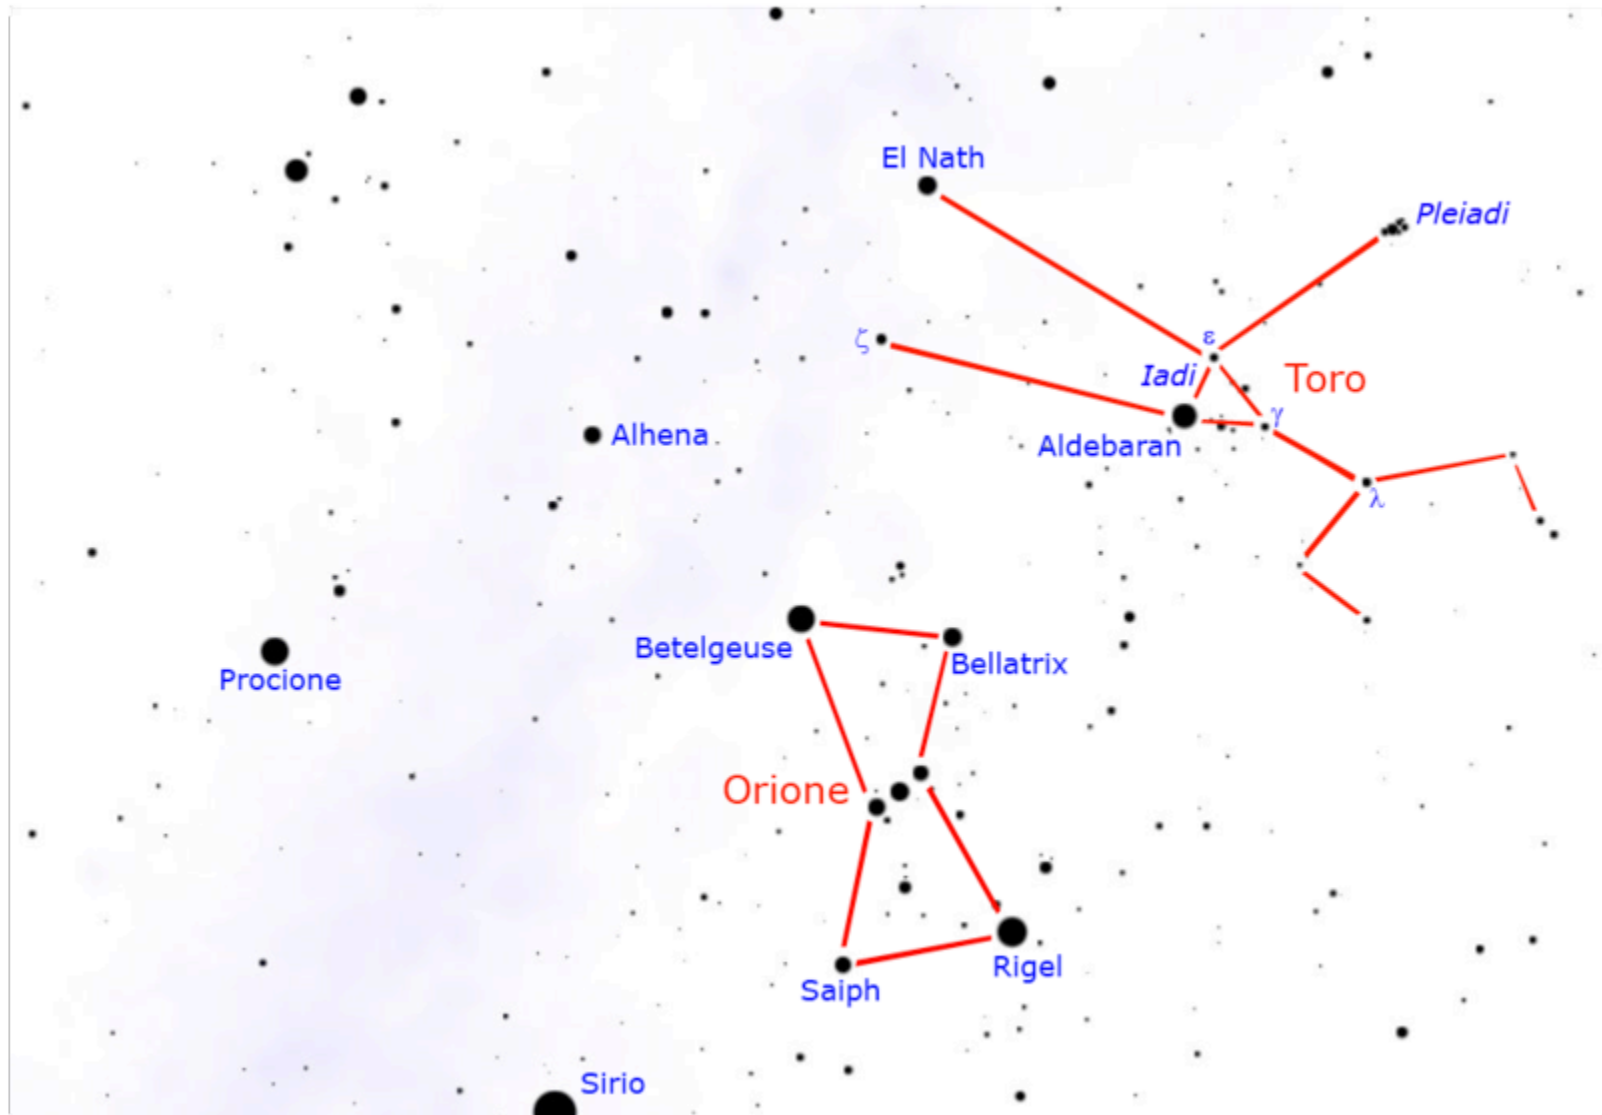 El Nath
Pleiadi
ζ
ε
Iadi
Toro
γ
Alhena
Aldebaran
λ
Betelgeuse
Bellatrix
Procione
Orione
Rigel
Saiph
Sirio